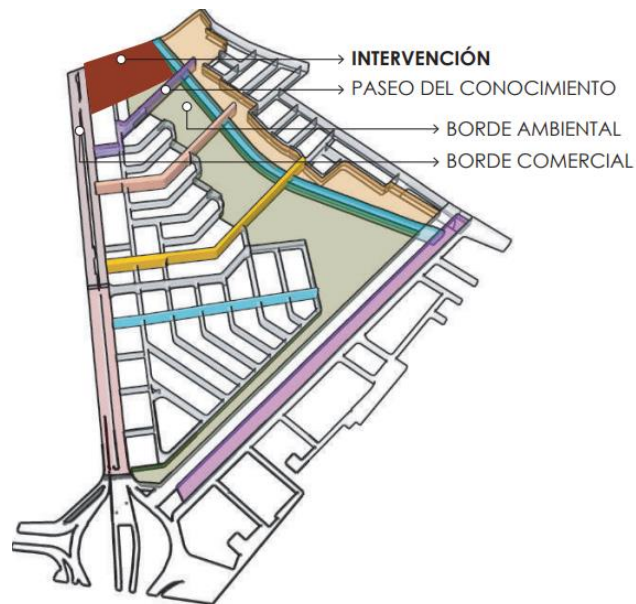 INTERVENCIÓN
PASEO DEL CONOCIMIENTO
BORDE AMBIENTAL
BORDE COMERCIAL